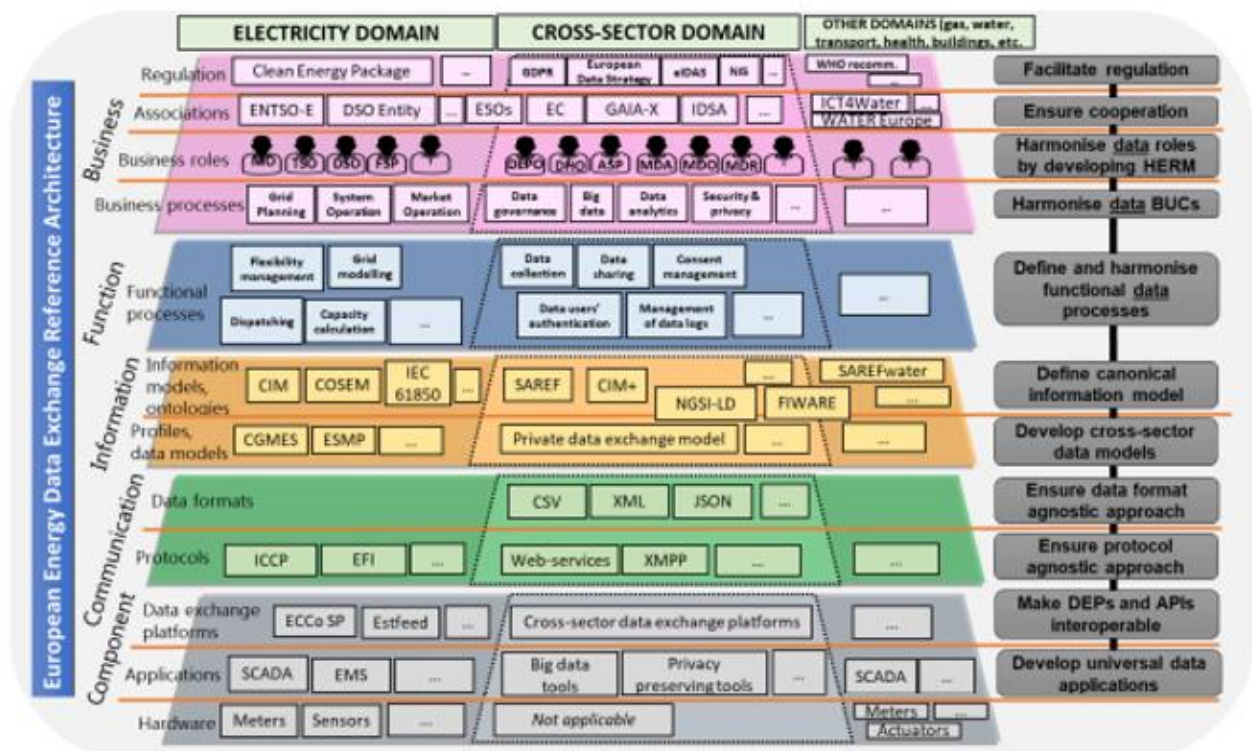 ELECTRICITY DOMAIN
CROSS-SECTOR DOMAIN
OTHER DOMAINS (gas, water,
transport, health, buildings, etc.
European Energy Data Exchange Reference Architecture
Business
Regulation
Clean Energy Package
...
GDPR
European
Data Strategy
eIDAS
NIS
...
WHO recomm.
...
Facilitate regulation
Associations
ENTSO-E
DSO Entity
...
ESOs
EC
GAIA-X
IDSA
...
ICT4Water
...
WATER Europe
Ensure cooperation
Business roles
MO
TSO
DSO
FSP
DEPO
DHO
ASP
MDA
MDO
MDR
Harmonise data roles
by developing HERM
Business processes
Grid
Planning
System
Operation
Market
Operation
Data
governance
Big
data
Data
analytics
Security &
privacy
...
...
Harmonise data BUCs
Function
Functional
processes
Flexibility
management
Grid
modelling
Dispatching
Capacity
calculation
...
Data
collection
Data
sharing
Consent
management
Data users'
authentication
Management
of data logs
...
...
Define and harmonise
functional data
processes
Information
Information
models,
ontologies
CIM
COSEM
IEC
61850
...
SAREF
CIM+
...
NGSI-LD
FIWARE
SAREFwater
...
Define canonical
information model
Profiles,
data models
CGMES
ESMP
...
Private data exchange model
...
...
Develop cross-sector
data models
Communication
Data formats
CSV
XML
JSON
...
Ensure data format
agnostic approach
Protocols
ICCP
EFI
...
Web-services
XMPP
...
...
Ensure protocol
agnostic approach
Component
Data exchange
platforms
ECCo SP
Estfeed
...
Cross-sector data exchange platforms
...
Make DEPs and APIs
interoperable
Applications
SCADA
EMS
...
Big data
tools
Privacy
preserving tools
...
SCADA
...
Develop universal data
applications
Hardware
Meters
Sensors
...
Not applicable
Meters
...
Actuators